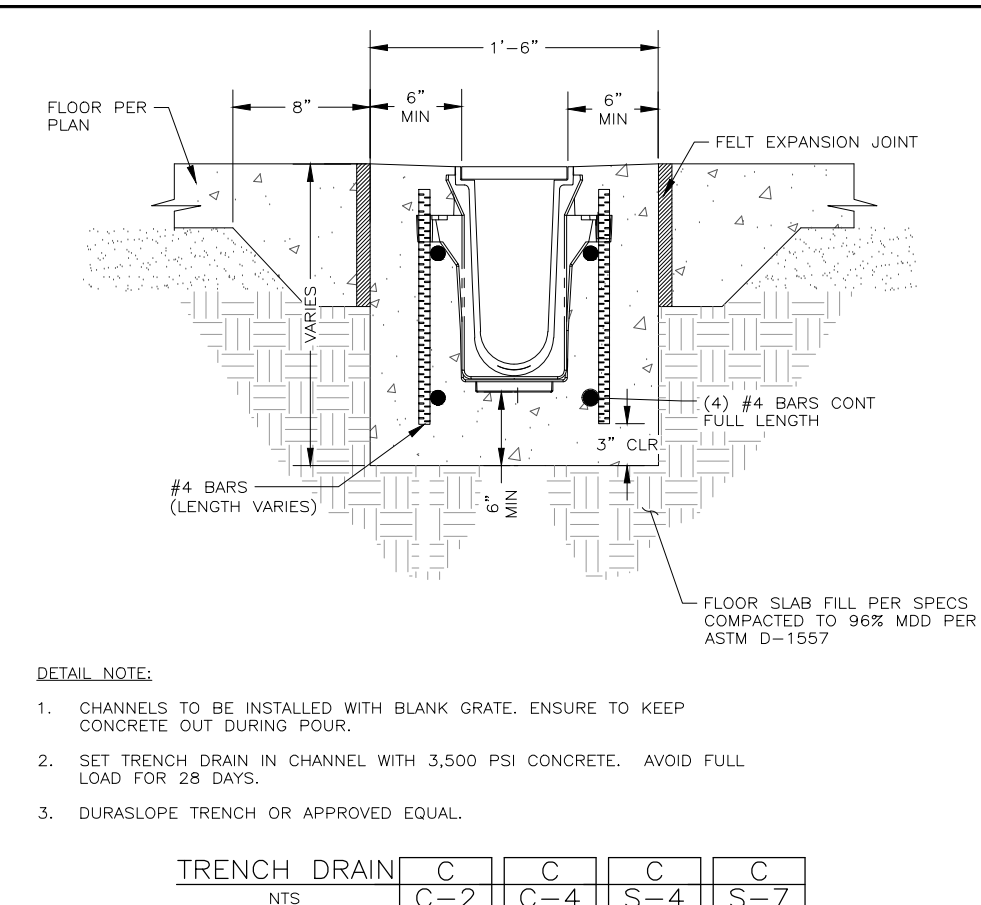 1'-6"
FLOOR PER
PLAN
8"
6"
MIN
6"
MIN
FELT EXPANSION JOINT
VARIES
(4) #4 BARS CONT
FULL LENGTH
3" CLR
#4 BARS
(LENGTH VARIES)
6"
MIN
FLOOR SLAB FILL PER SPECS
COMPACTED TO 96% MDD PER
ASTM D-1557
DETAIL NOTE:
1. CHANNELS TO BE INSTALLED WITH BLANK GRATE. ENSURE TO KEEP
CONCRETE OUT DURING POUR.
2. SET TRENCH DRAIN IN CHANNEL WITH 3,500 PSI CONCRETE. AVOID FULL
LOAD FOR 28 DAYS.
3. DURASLOPE TRENCH OR APPROVED EQUAL.
TRENCH DRAIN C C C C
NTS C-2 C-4 S-4 S-7